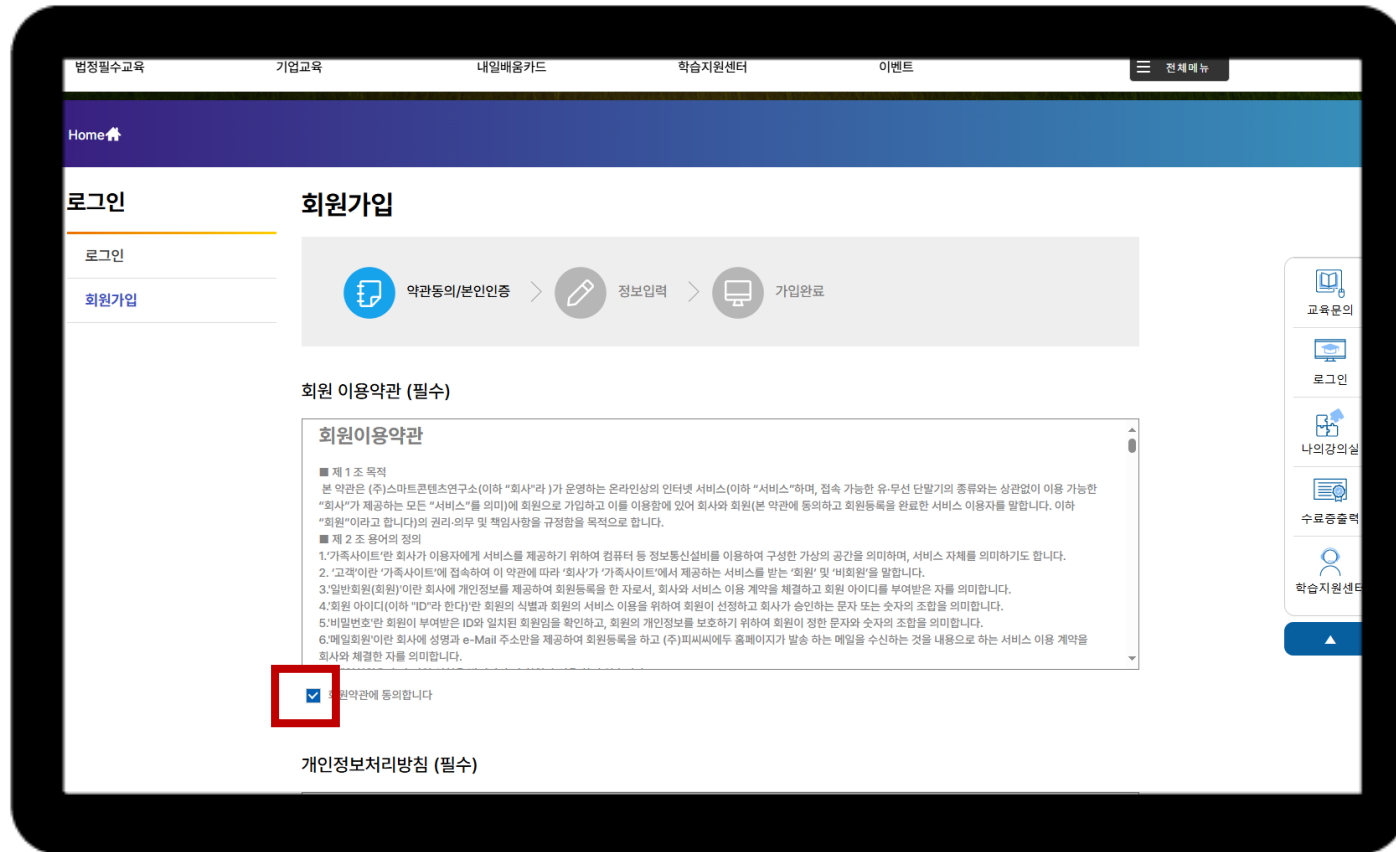 법정필수교육 기업교육 내일배움카드 학습지원센터 이벤트 전체메뉴
Home
로그인
로그인
회원가입
회원가입
약관동의/본인인증 정보입력 가입완료
회원 이용약관 (필수)
회원이용약관
■ 제 1 조 목적
본 약관은 (주)스마트콘텐츠연구소(이하 “회사”라 )가 운영하는 온라인상의 인터넷 서비스(이하 “서비스”하며, 접속 가능한 유·무선 단말기의 종류와는 상관없이 이용 가능한
“회사”가 제공하는 모든 “서비스”를 의미)에 회원으로 가입하고 이를 이용함에 있어 회사와 회원(본 약관에 동의하고 회원등록을 완료한 서비스 이용자를 말합니다. 이하
“회원”이라고 합니다)의 권리·의무 및 책임사항을 규정함을 목적으로 합니다.
■ 제 2 조 용어의 정의
1.‘가족사이트’란 회사가 이용자에게 서비스를 제공하기 위하여 컴퓨터 등 정보통신설비를 이용하여 구성한 가상의 공간을 의미하며, 서비스 자체를 의미하기도 합니다.
2. ‘고객’이란 ‘가족사이트’에 접속하여 이 약관에 따라 ‘회사’가 ‘가족사이트’에서 제공하는 서비스를 받는 ‘회원’ 및 ‘비회원’을 말합니다.
3.'일반회원(회원)'이란 회사에 개인정보를 제공하여 회원등록을 한 자로서, 회사와 서비스 이용 계약을 체결하고 회원 아이디를 부여받은 자를 의미합니다.
4.'회원 아이디(이하 "ID"라 한다)'란 회원의 식별과 회원의 서비스 이용을 위하여 회원이 선정하고 회사가 승인하는 문자 또는 숫자의 조합을 의미합니다.
5.'비밀번호'란 회원이 부여받은 ID와 일치된 회원임을 확인하고, 회원의 개인정보를 보호하기 위하여 회원이 정한 문자와 숫자의 조합을 의미합니다.
6.'메일회원'이란 회사에 성명과 e-Mail 주소만을 제공하여 회원등록을 하고 (주)피씨씨에두 홈페이지가 발송 하는 메일을 수신하는 것을 내용으로 하는 서비스 이용 계약을
회사와 체결한 자를 의미합니다.
회원약관에 동의합니다
개인정보처리방침 (필수)
교육문의
로그인
나의강의실
수료증출력
학습지원센터